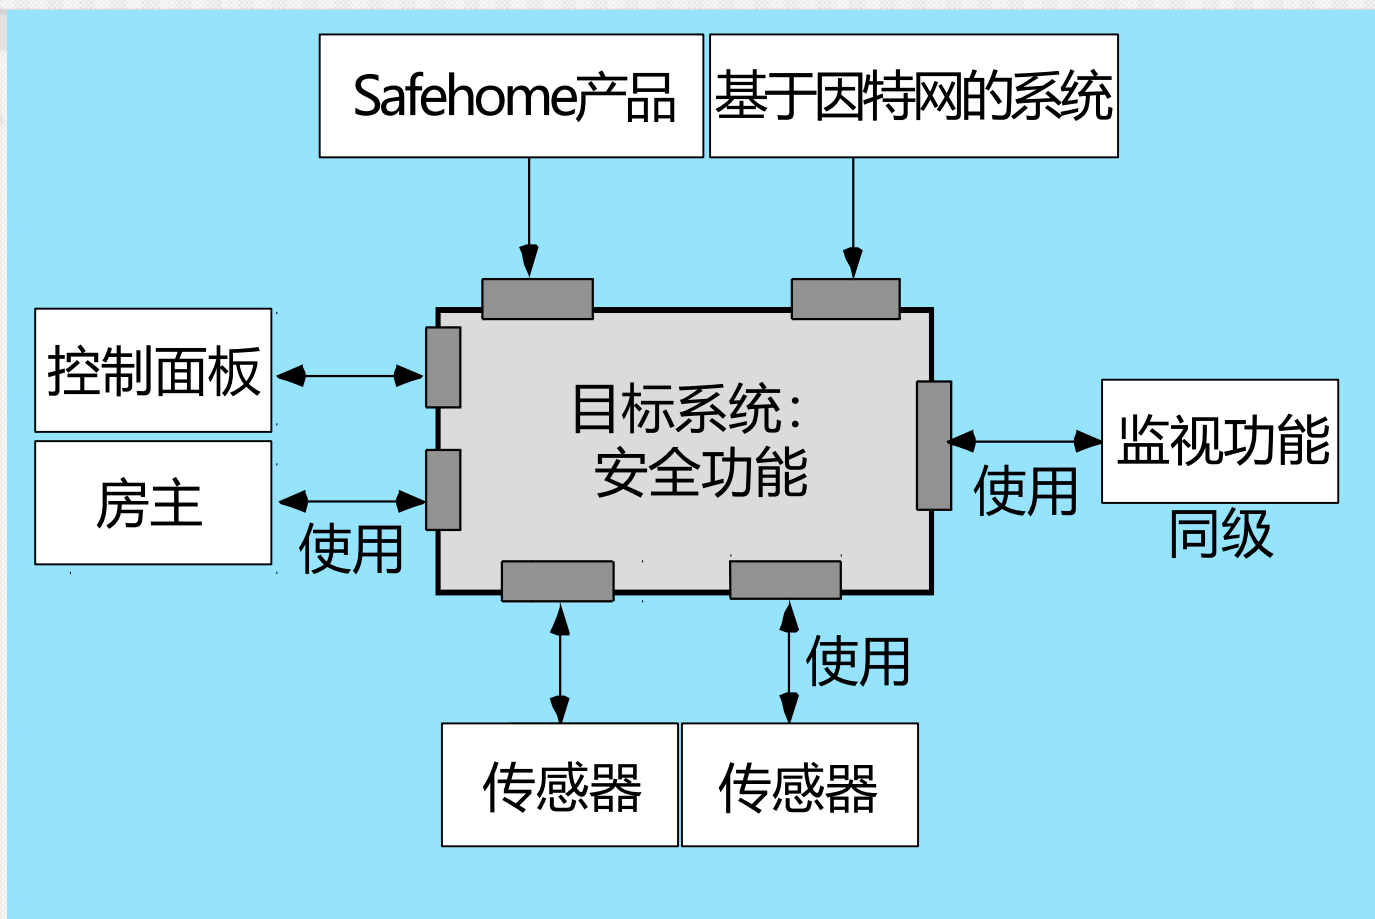 Safehome产品
基于因特网的系统
控制面板
目标系统：
安全功能
监视功能
房主
使用
使用
同级
使用
传感器
传感器